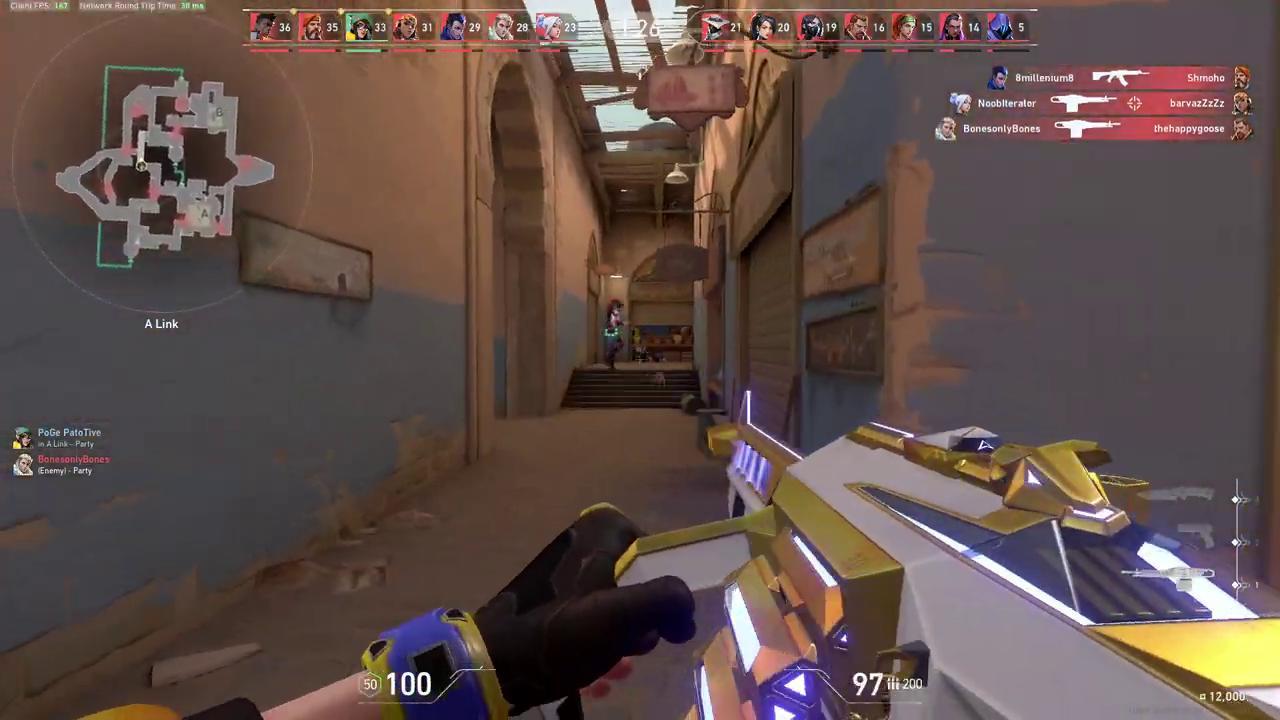 Client FPS: 167 Network Round Trip Time: 38 ms
36 35 33 31 29 28 23 1:26 21 20 19 16 15 14 5
8millenium8 Shmoho
NoobIterator barvazZzZz
BonesonlyBones thehappygoose
B
A
A Link
PoGe PatoTive
in A Link - Party
BonesonlyBones
(Enemy) - Party
50 100
97 200
12,000